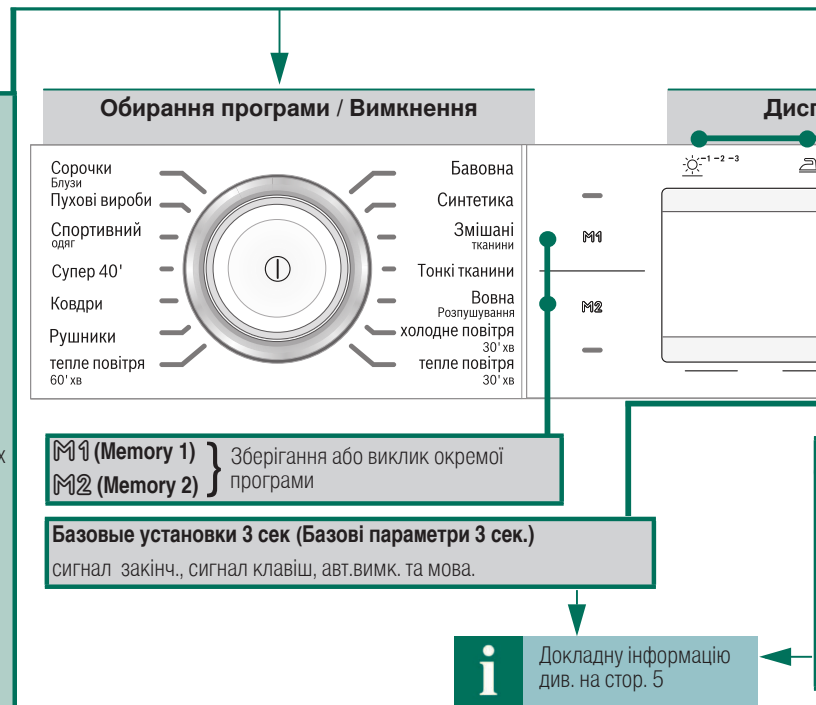 Обирання програми / Вимкнення
Сорочки
Блузи
Пухові вироби
Спортивний
одяг
Супер 40'
Ковдри
Рушники
тепле повітря
60' хв
Бавовна
Синтетика
Змішані
тканини
Тонкі тканини
Вовна
Розпушування
холодне повітря
30' хв
тепле повітря
30' хв
M1
M2
Дисп
-1 -2 -3
х
M1 (Memory 1)
M2 (Memory 2)
} Зберігання або виклик окремої
програми
Базовые установки 3 сек (Базові параметри 3 сек.)
сигнал закінч., сигнал клавіш, авт.вимк. та мова.
i
Докладну інформацію
див. на стор. 5